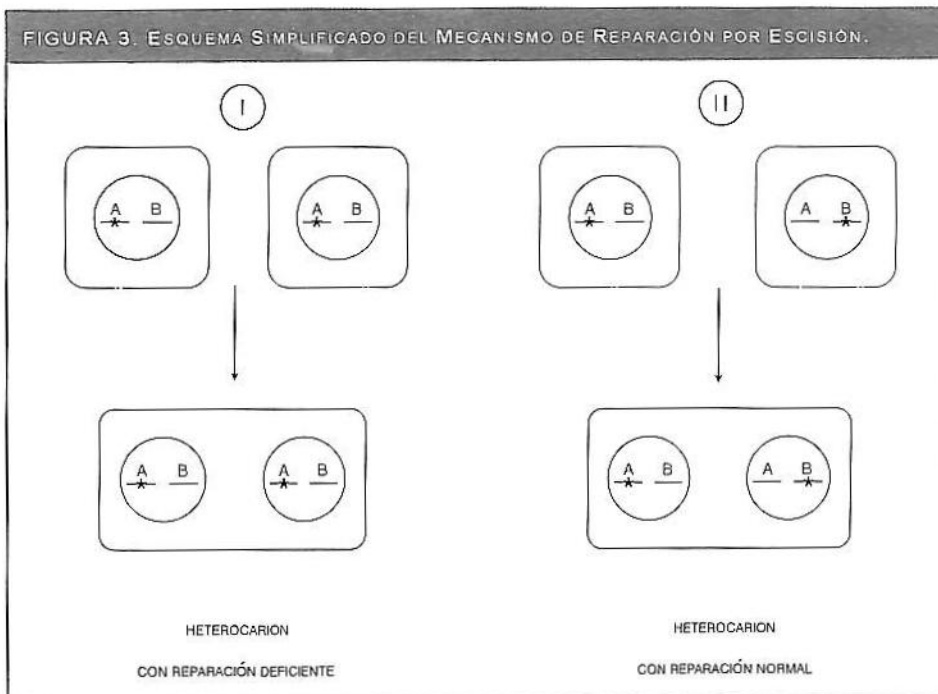 FIGURA 3. ESQUEMA SIMPLIFICADO DEL MECANISMO DE REPARACIÓN POR ESCISIÓN.
I II
A B A B A B A B
A B A B A B A B
HETEROCARION HETEROCARION
CON REPARACIÓN DEFICIENTE CON REPARACIÓN NORMAL